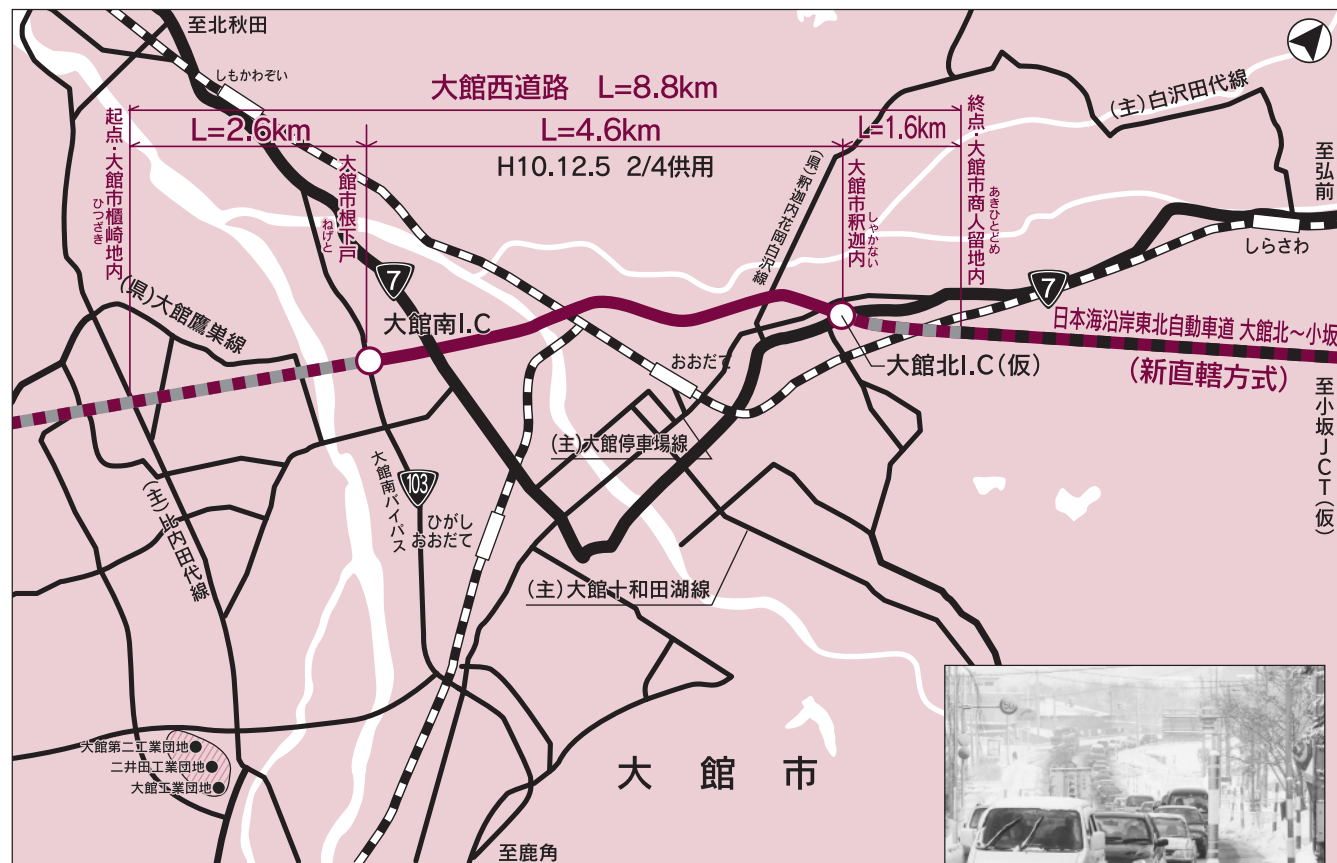 至北秋田
しもかわぞい
大館西道路 L=8.8km
L=2.6km
L=4.6km
L=1.6km
H10.12.5 2/4供用
起点・大館市櫃崎地内
ひつざき
大館市根下戸
ねげと
(県)釈迦内花岡白沢線
大館市釈迦内
しゃかない
終点・大館市商人留地内
あきひとどめ
(主)白沢田代線
至弘前
しらさわ
7
7
(県)大館鷹巣線
大館南I.C
おおだて
大館北I.C(仮)
日本海沿岸東北自動車道 大館北~小坂
(新直轄方式)
至小坂JCT(仮)
(主)大館停車場線
(主)比内田代線
大館南バイパス
103
ひがし
おおだて
(主)大館十和田湖線
大館第二工業団地
二井田工業団地
大館工業団地
大館市
至鹿角